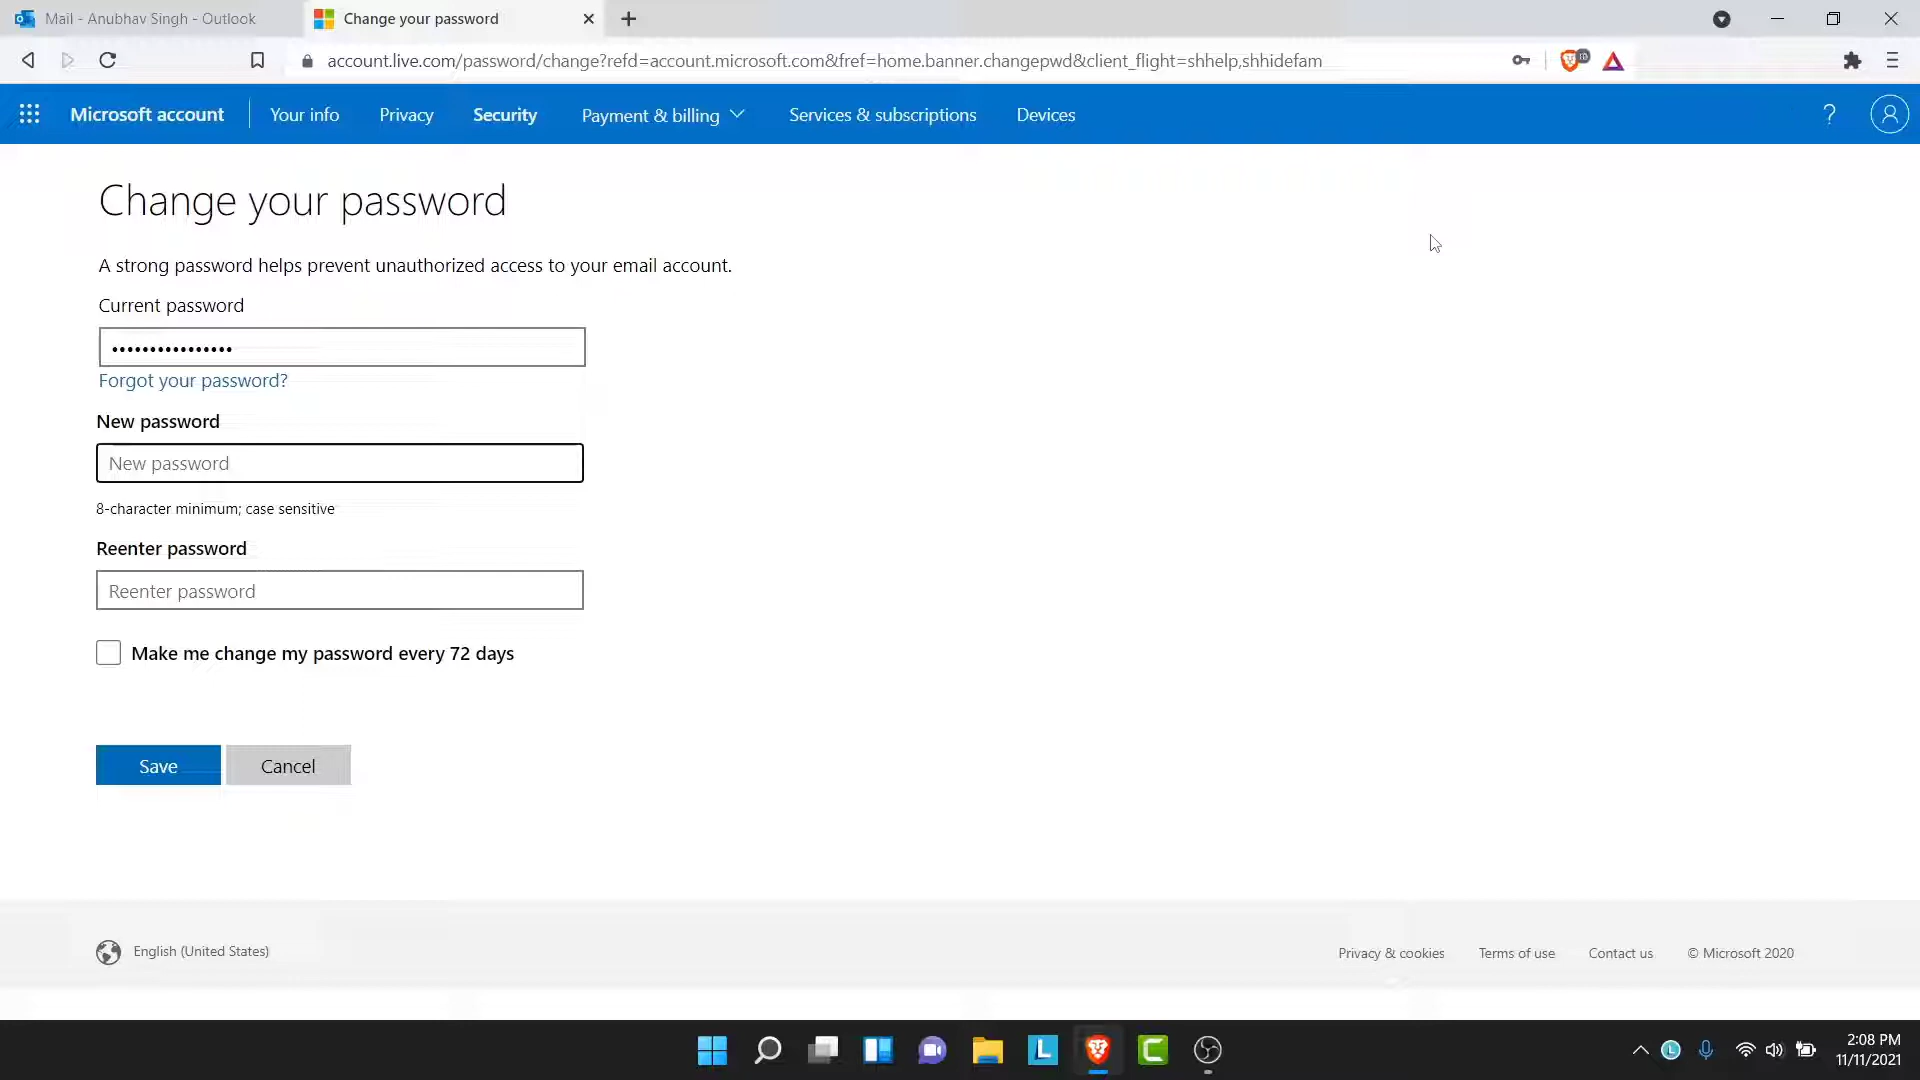 Mail - Anubhav Singh - Outlook
Change your password
account.live.com/password/change?refd=account.microsoft.com&fref=home.banner.changepwd&client_flight=shhelp,shhidefam
Microsoft account
Your info
Privacy
Security
Payment & billing
Services & subscriptions
Devices
?
Change your password
A strong password helps prevent unauthorized access to your email account.
Current password
••••••••••••••••
Forgot your password?
New password
New password
8-character minimum; case sensitive
Reenter password
Reenter password
Make me change my password every 72 days
Save
Cancel
English (United States)
Privacy & cookies
Terms of use
Contact us
© Microsoft 2020
L
C
L
2:08 PM
11/11/2021